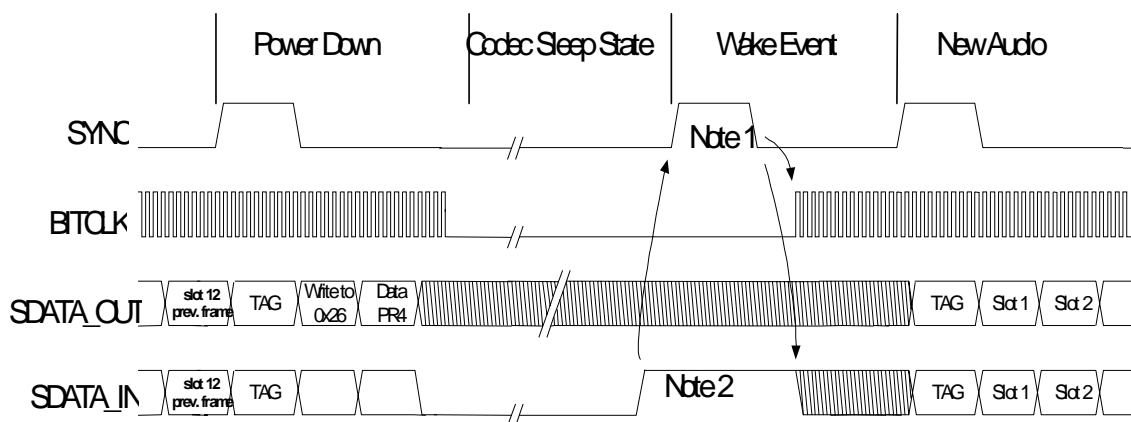 Power Down Codec Sleep State Wake Event New Audio
SYNC
Note 1
BITCLK
SDATA_OUT
slot 12
prev. frame
TAG
Write to
0x26
Data
PR4
TAG
Slot 1
Slot 2
SDATA_IN
slot 12
prev. frame
TAG
Note 2
TAG
Slot 1
Slot 2